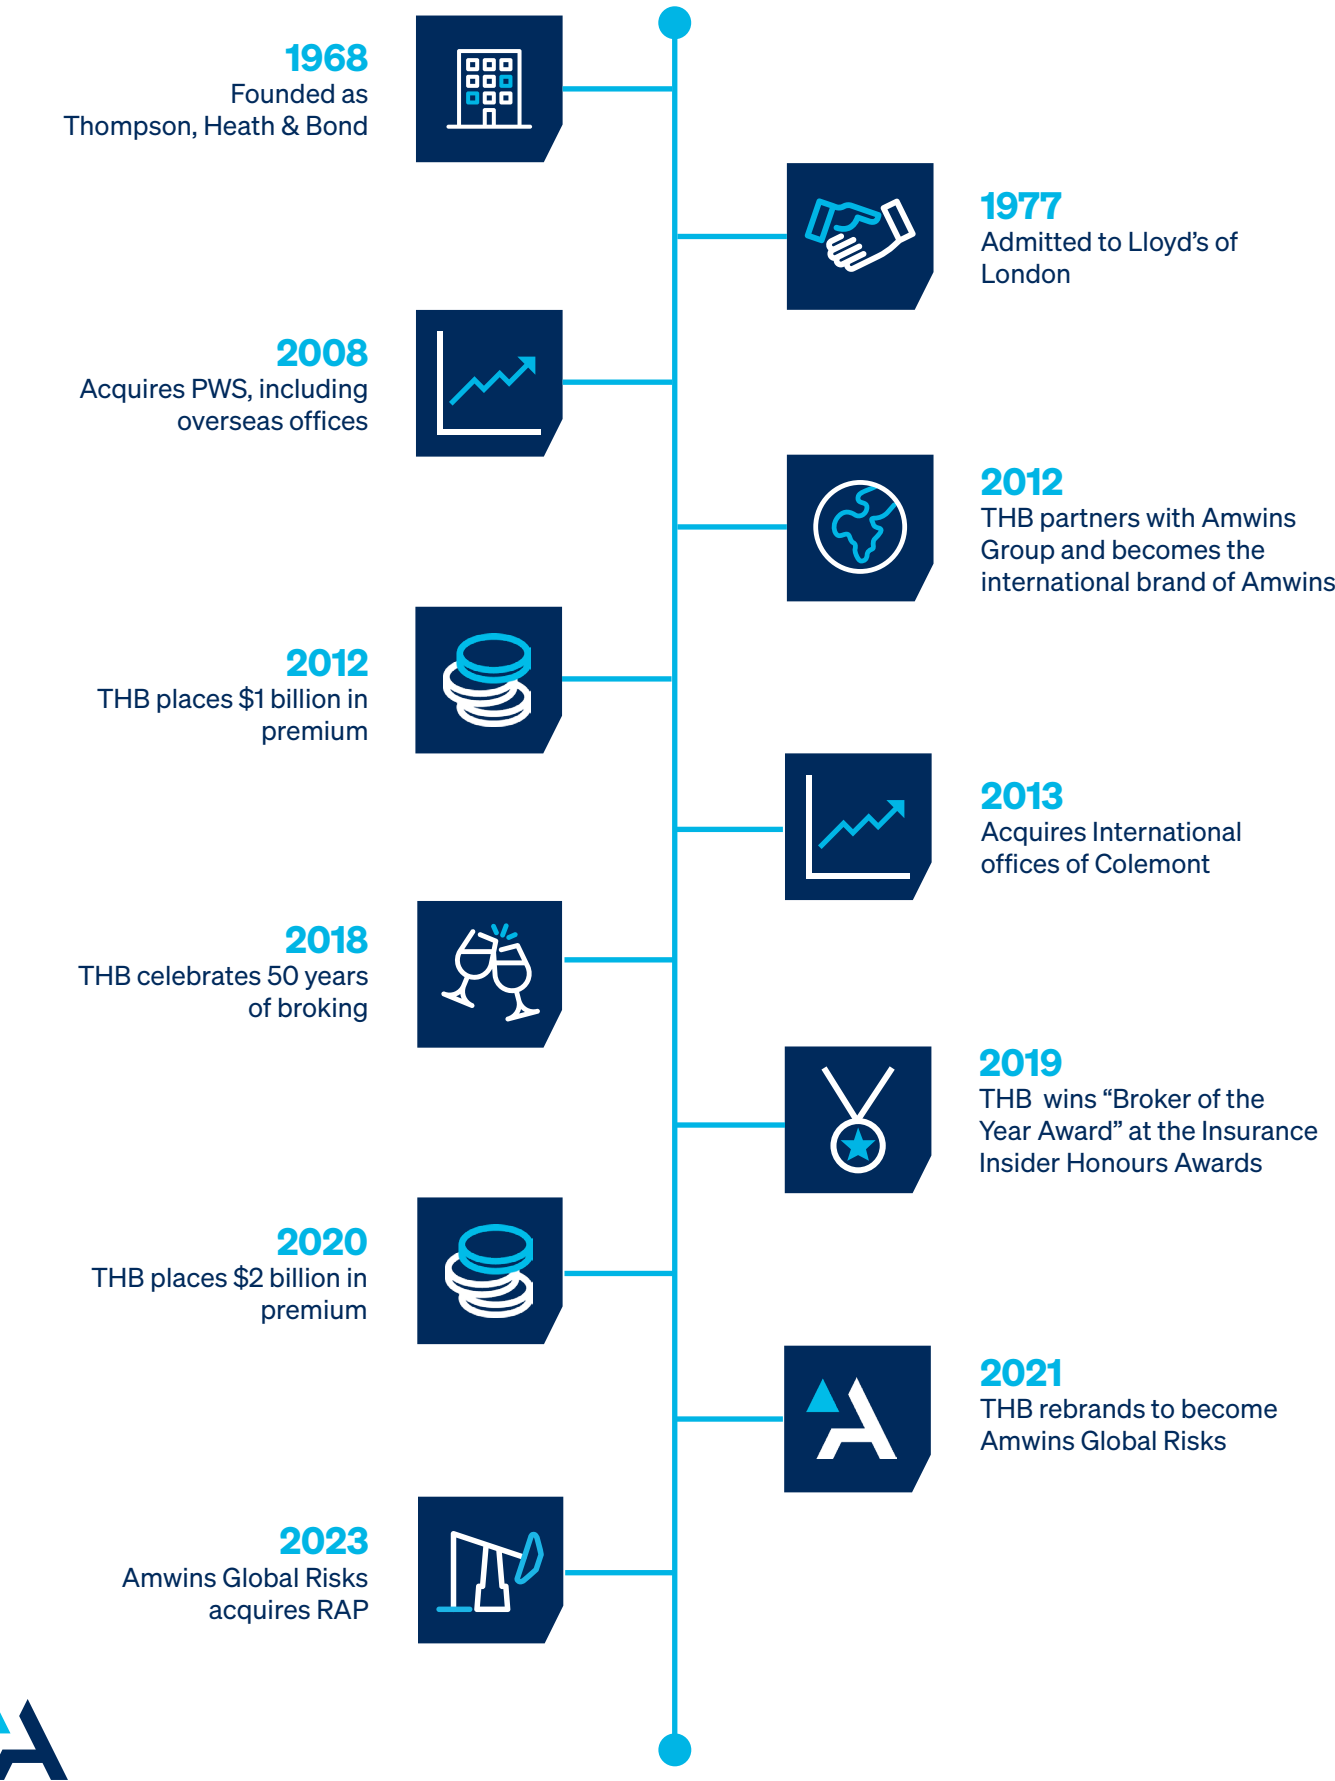 1968
Founded as
Thompson, Heath & Bond
1977
Admitted to Lloyd’s of
London
2008
Acquires PWS, including
overseas offices
2012
THB partners with Amwins
Group and becomes the
international brand of Amwins
2012
THB places $1 billion in
premium
2013
Acquires International
offices of Colemont
2018
THB celebrates 50 years
of broking
2019
THB  wins “Broker of the
Year Award” at the Insurance
Insider Honours Awards
2020
THB places $2 billion in
premium
2021
THB rebrands to become
Amwins Global Risks
2023
Amwins Global Risks
acquires RAP